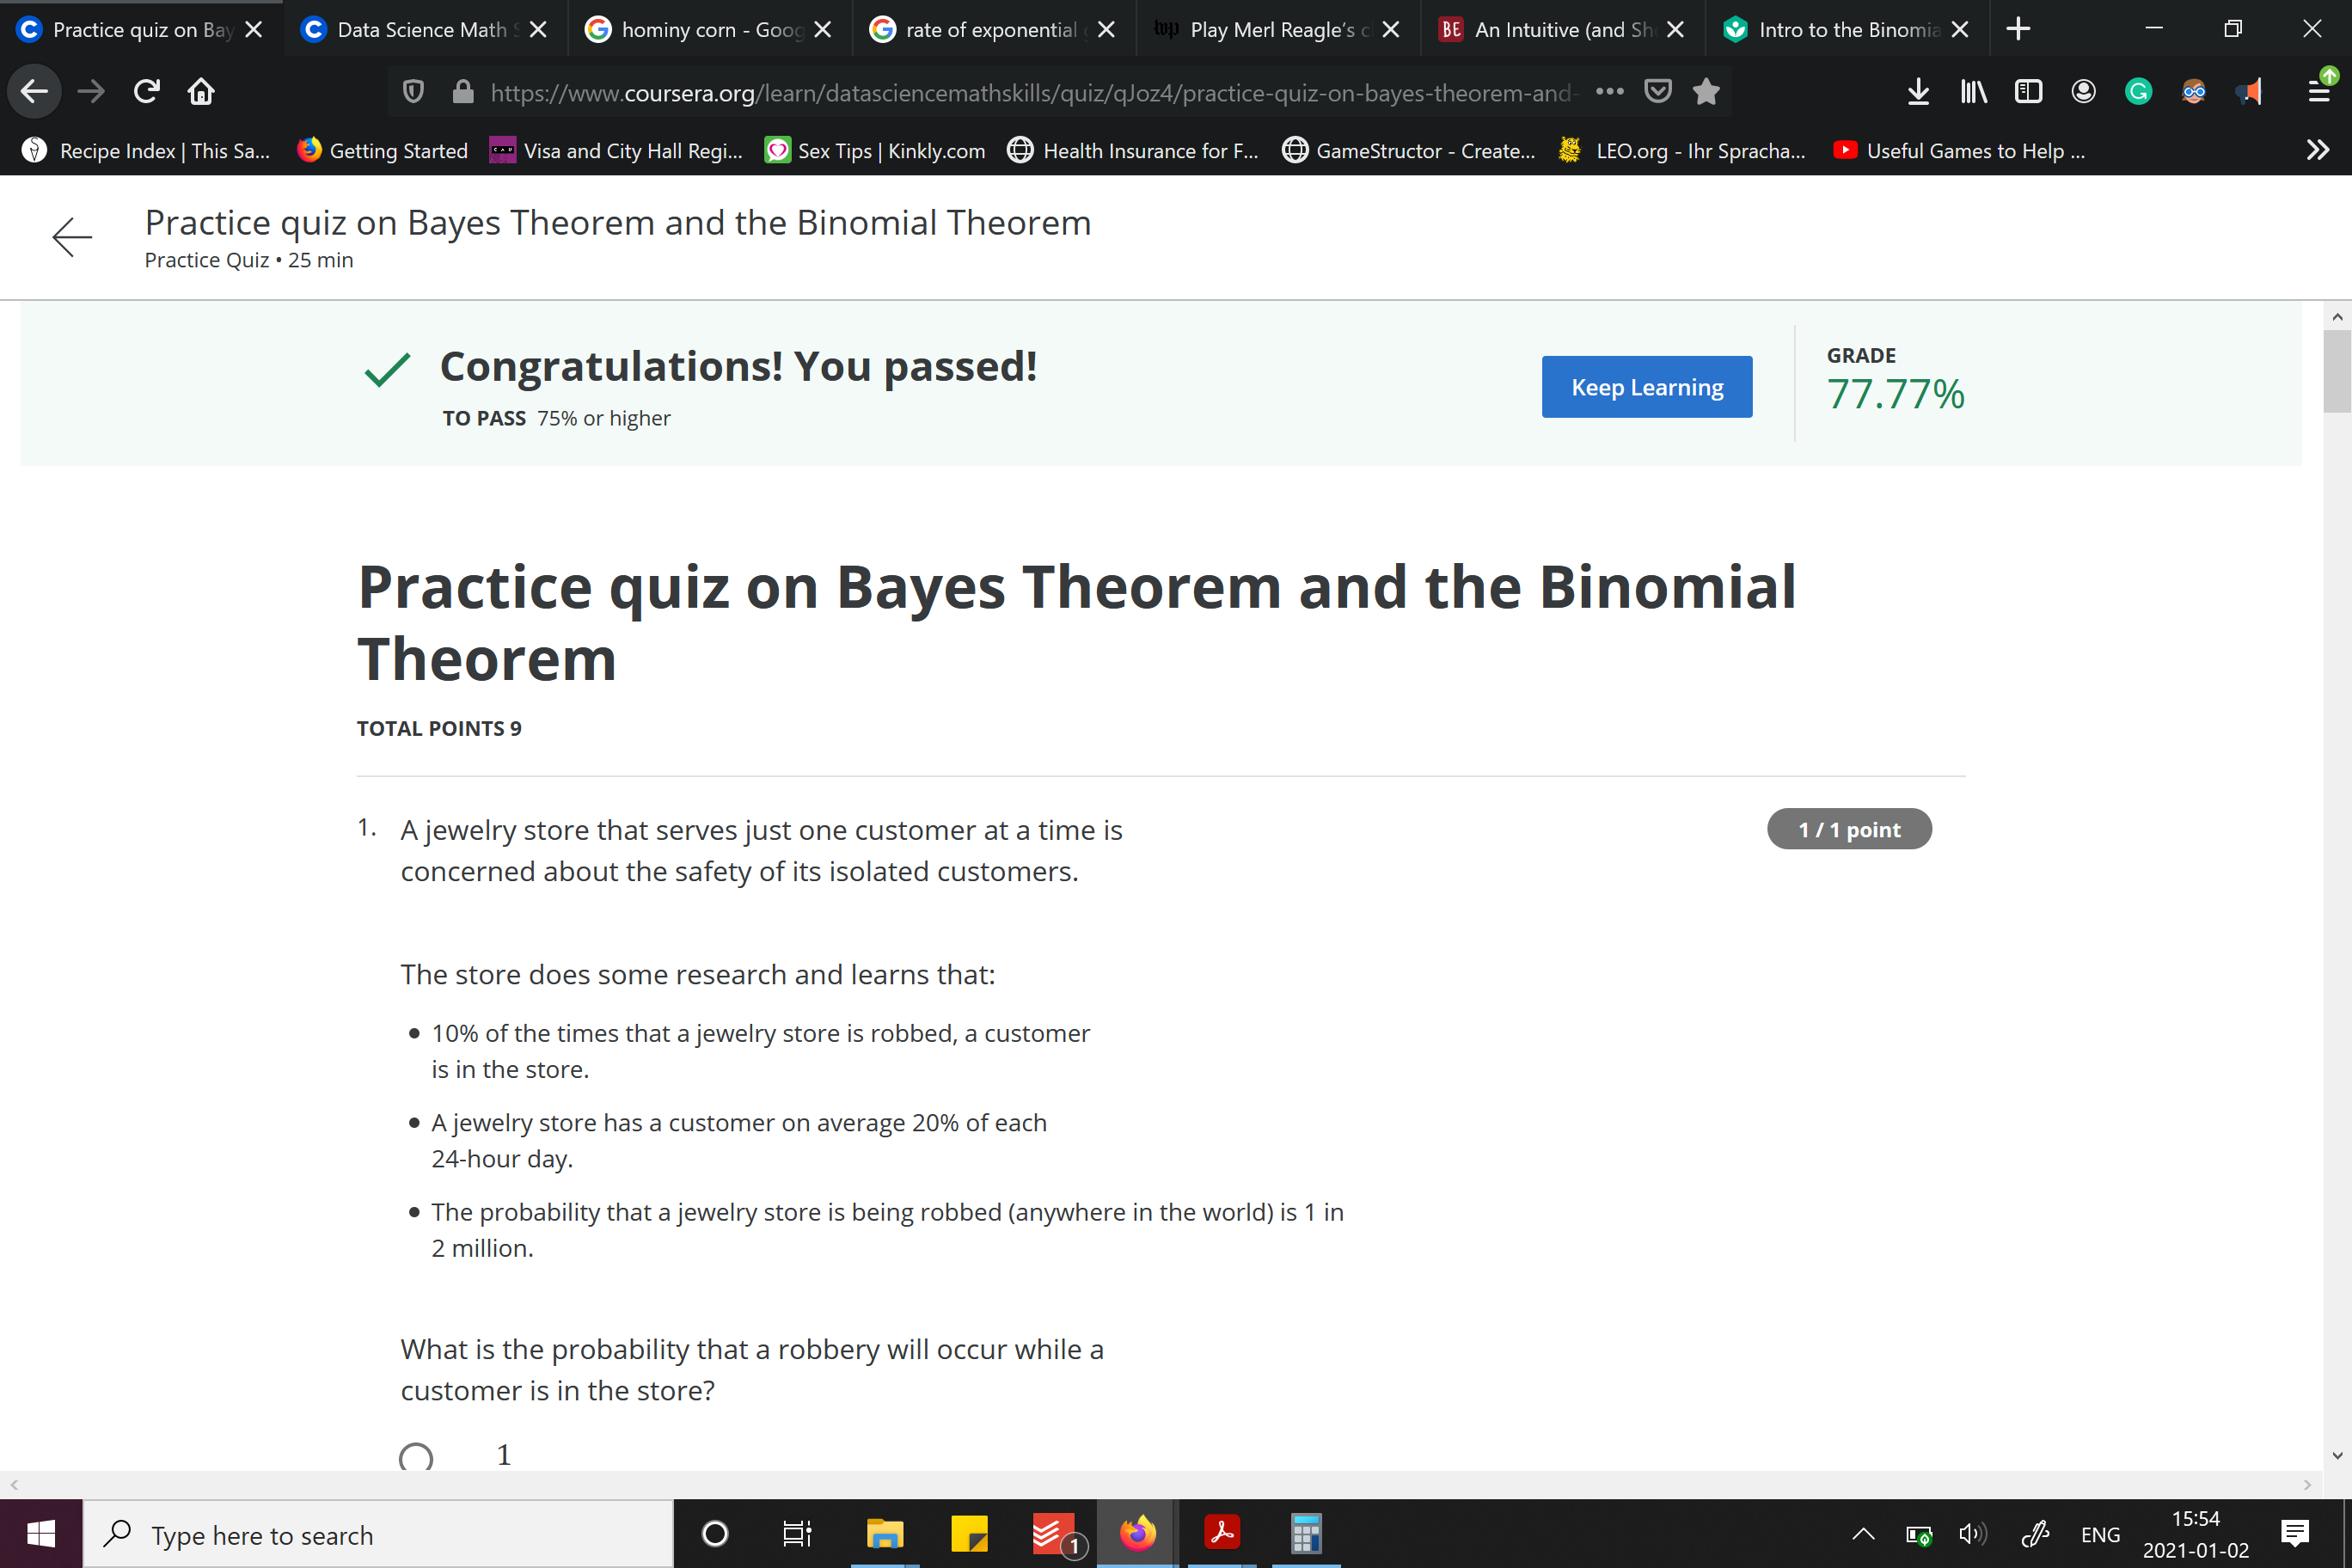 Practice quiz on Bay
Data Science Math S
hominy corn - Goog
rate of exponential g
Play Merl Reagle's c
An Intuitive (and Sh
Intro to the Binomia
https://www.coursera.org/learn/datasciencemathskills/quiz/qJoz4/practice-quiz-on-bayes-theorem-and-
Recipe Index | This Sa...
Getting Started
Visa and City Hall Regi...
Sex Tips | Kinkly.com
Health Insurance for F...
GameStructor - Create...
LEO.org - Ihr Spracha...
Useful Games to Help ...
Practice quiz on Bayes Theorem and the Binomial Theorem
Practice Quiz • 25 min
Congratulations! You passed!
TO PASS 75% or higher
Keep Learning
GRADE
77.77%
Practice quiz on Bayes Theorem and the Binomial
Theorem
TOTAL POINTS 9
1. A jewelry store that serves just one customer at a time is
concerned about the safety of its isolated customers.
1 / 1 point
The store does some research and learns that:
• 10% of the times that a jewelry store is robbed, a customer
is in the store.
• A jewelry store has a customer on average 20% of each
24-hour day.
• The probability that a jewelry store is being robbed (anywhere in the world) is 1 in
2 million.
What is the probability that a robbery will occur while a
customer is in the store?
1
Type here to search
1
ENG
15:54
2021-01-02